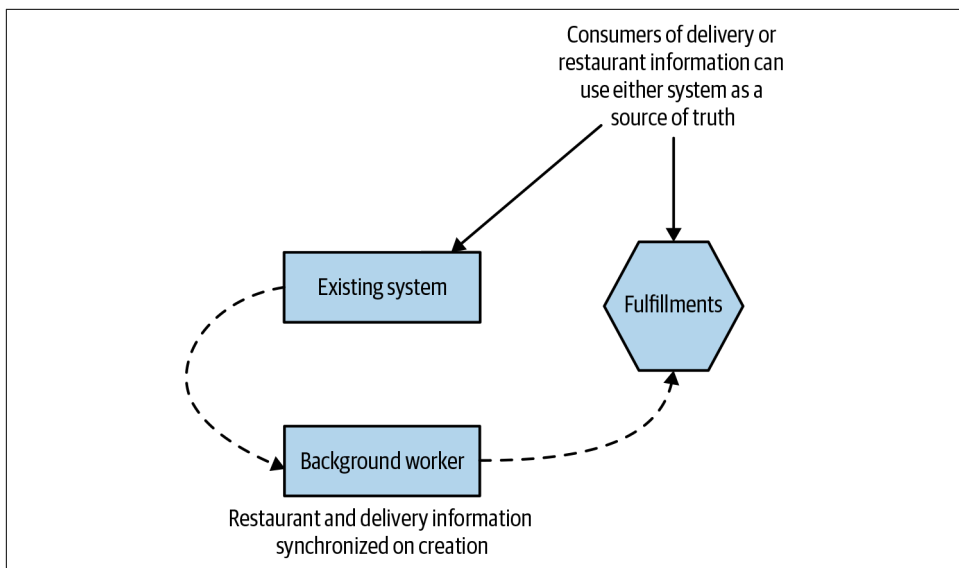 Consumers of delivery or
restaurant information can
use either system as a
source of truth
Existing system
Fulfillments
Background worker
Restaurant and delivery information
synchronized on creation